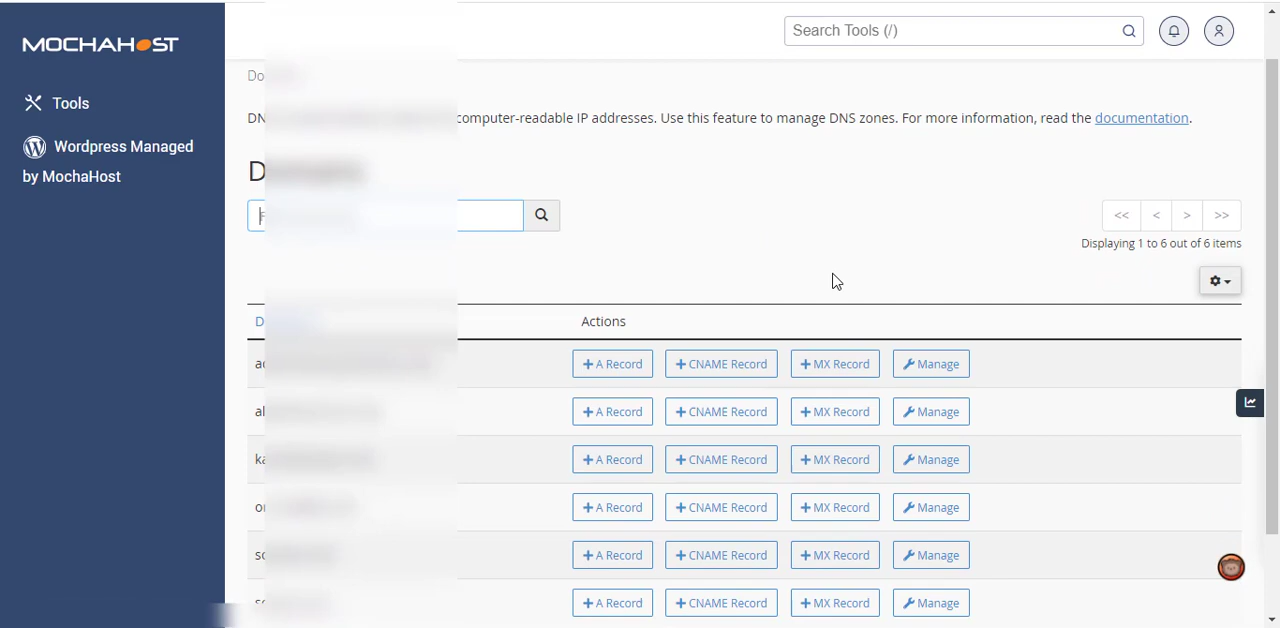 MOCHAHOST
Search Tools (/)
Tools
computer-readable IP addresses. Use this feature to manage DNS zones. For more information, read the documentation.
Wordpress Managed
by MochaHost
<< < > >>
Displaying 1 to 6 out of 6 items
Actions
A Record CNAME Record MX Record Manage
A Record CNAME Record MX Record Manage
A Record CNAME Record MX Record Manage
A Record CNAME Record MX Record Manage
A Record CNAME Record MX Record Manage
A Record CNAME Record MX Record Manage